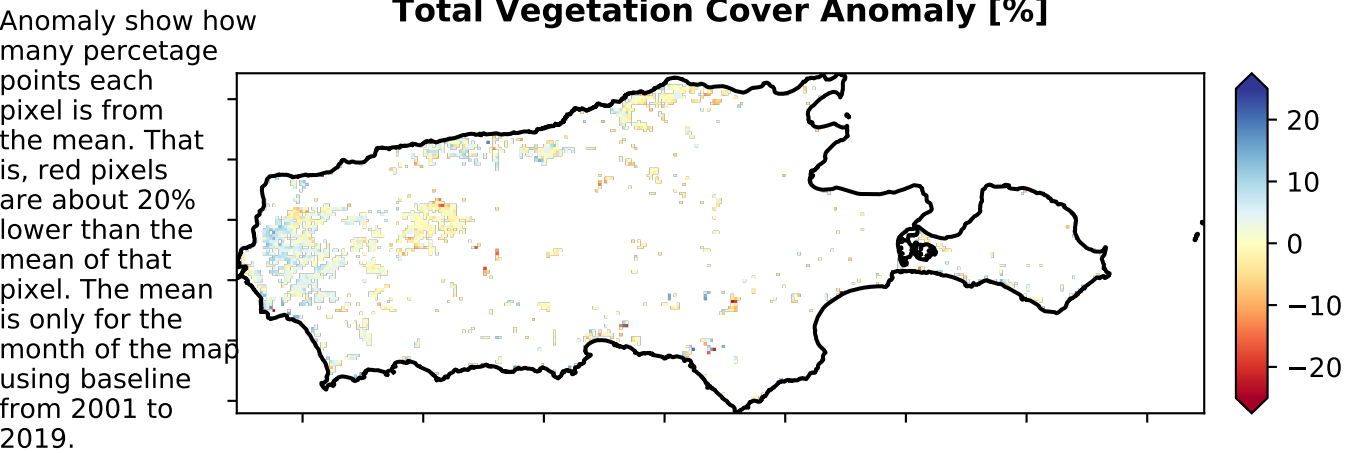 Total Vegetation Cover Anomaly [%]
Anomaly show how
many percetage
points each
pixel is from
the mean. That
is, red pixels
are about 20%
lower than the
mean of that
pixel. The mean
is only for the
month of the map
using baseline
from 2001 to
2019.
20
10
0
−10
−20